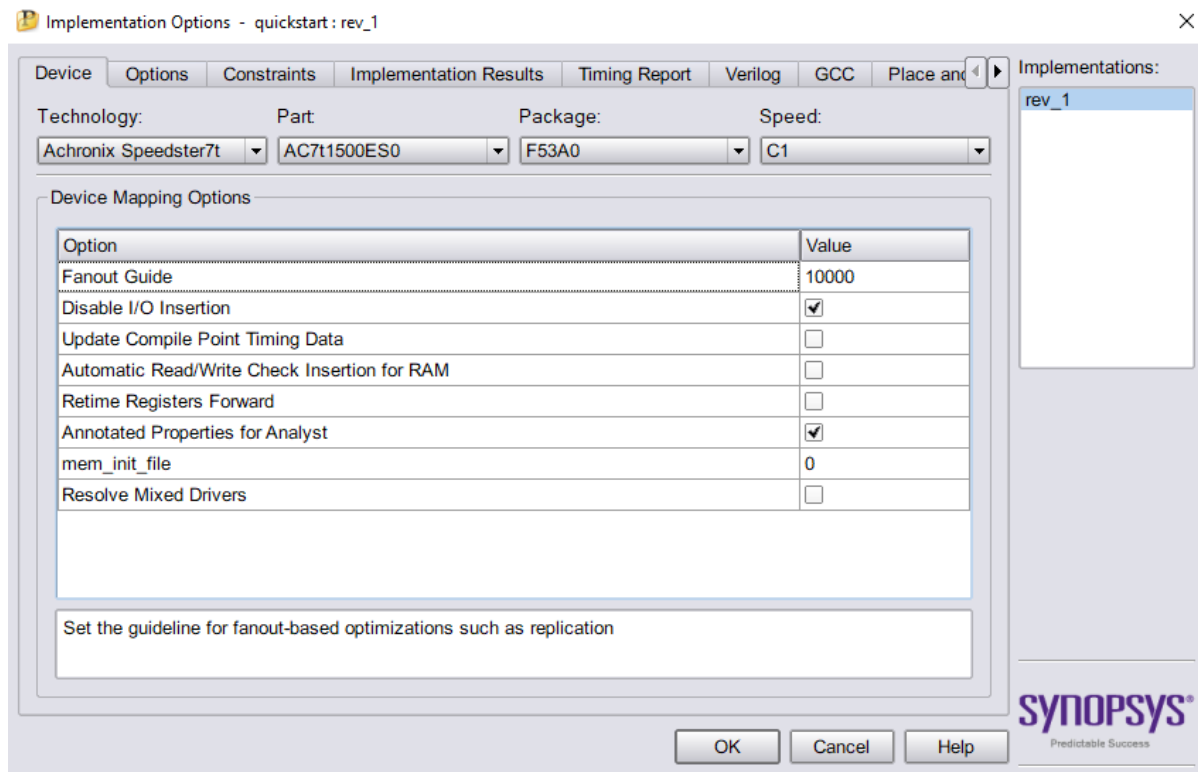 Implementation Options - quickstart : rev_1
Device Options Constraints Implementation Results Timing Report Verilog GCC Place and
Technology: Part: Package: Speed:
Achronix Speedster7t AC7t1500ES0 F53A0 C1
Device Mapping Options
Option Value
Fanout Guide 10000
Disable I/O Insertion
Update Compile Point Timing Data
Automatic Read/Write Check Insertion for RAM
Retime Registers Forward
Annotated Properties for Analyst
mem_init_file 0
Resolve Mixed Drivers
Set the guideline for fanout-based optimizations such as replication
OK Cancel Help
Implementations:
rev_1
SYNOPSYS®
Predictable Success